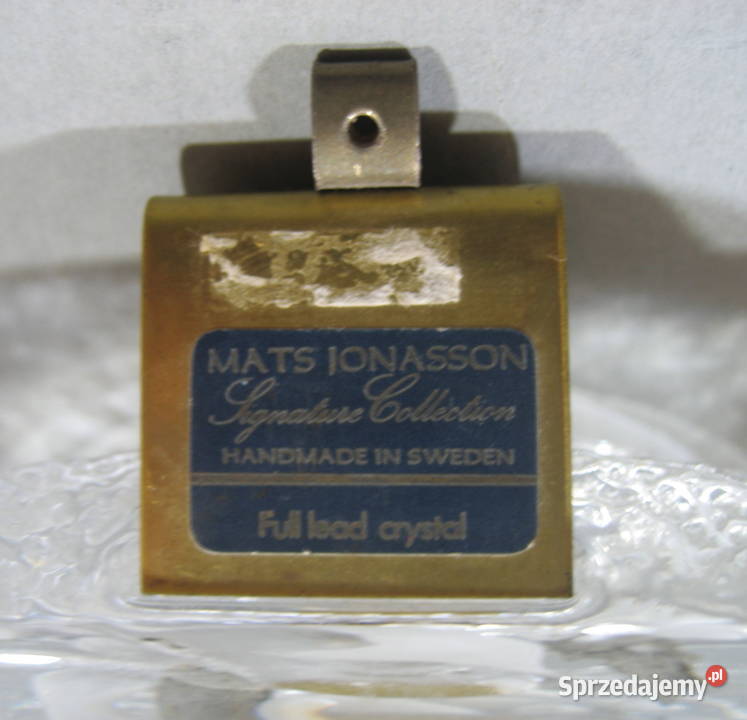 MATS JONASSON
Signature Collection
HANDMADE IN SWEDEN
Full lead crystal
Sprzedajemy.pl